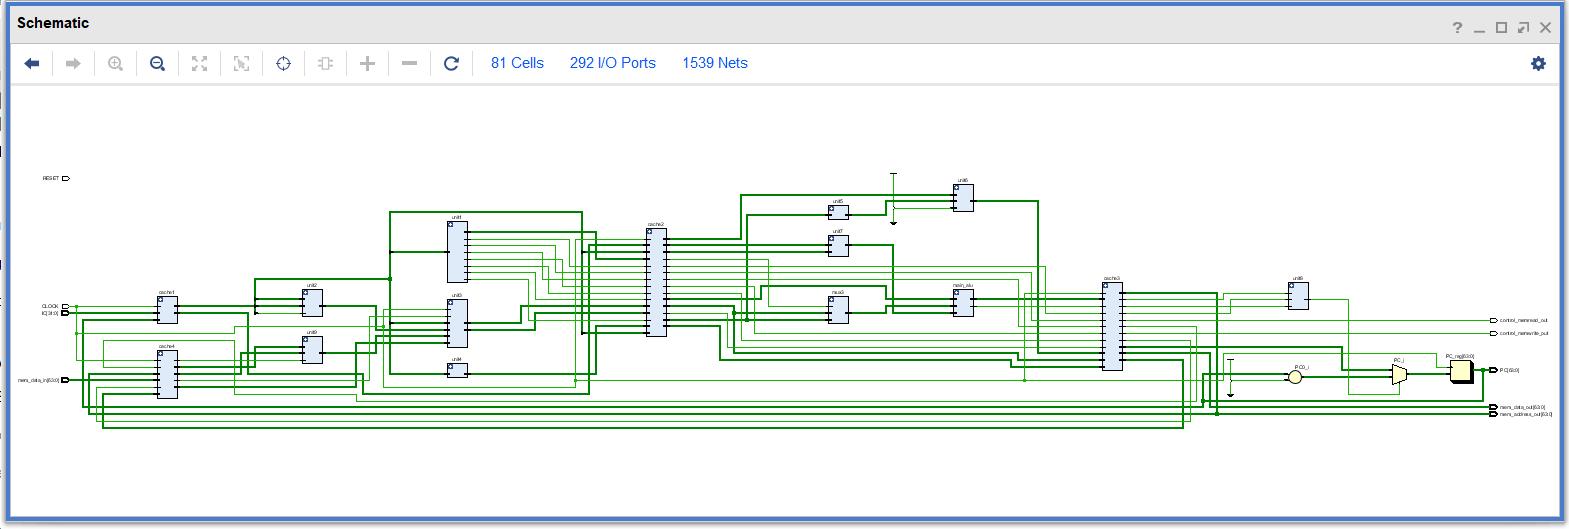 Schematic
?
81 Cells 292 I/O Ports 1539 Nets
RESET
unit6
unit5
unit1
cache2
unit7
cache3
unit8
unit2
main_alu
cache1
unit3
mux3
CLOCK
IC[31:0]
control_memread_out
unit9
control_memwrite_out
cache4
unit4
PC_reg[63:0]
PC_i
PC0_i
PC[63:0]
mem_data_in[63:0]
mem_data_out[63:0]
mem_address_out[63:0]